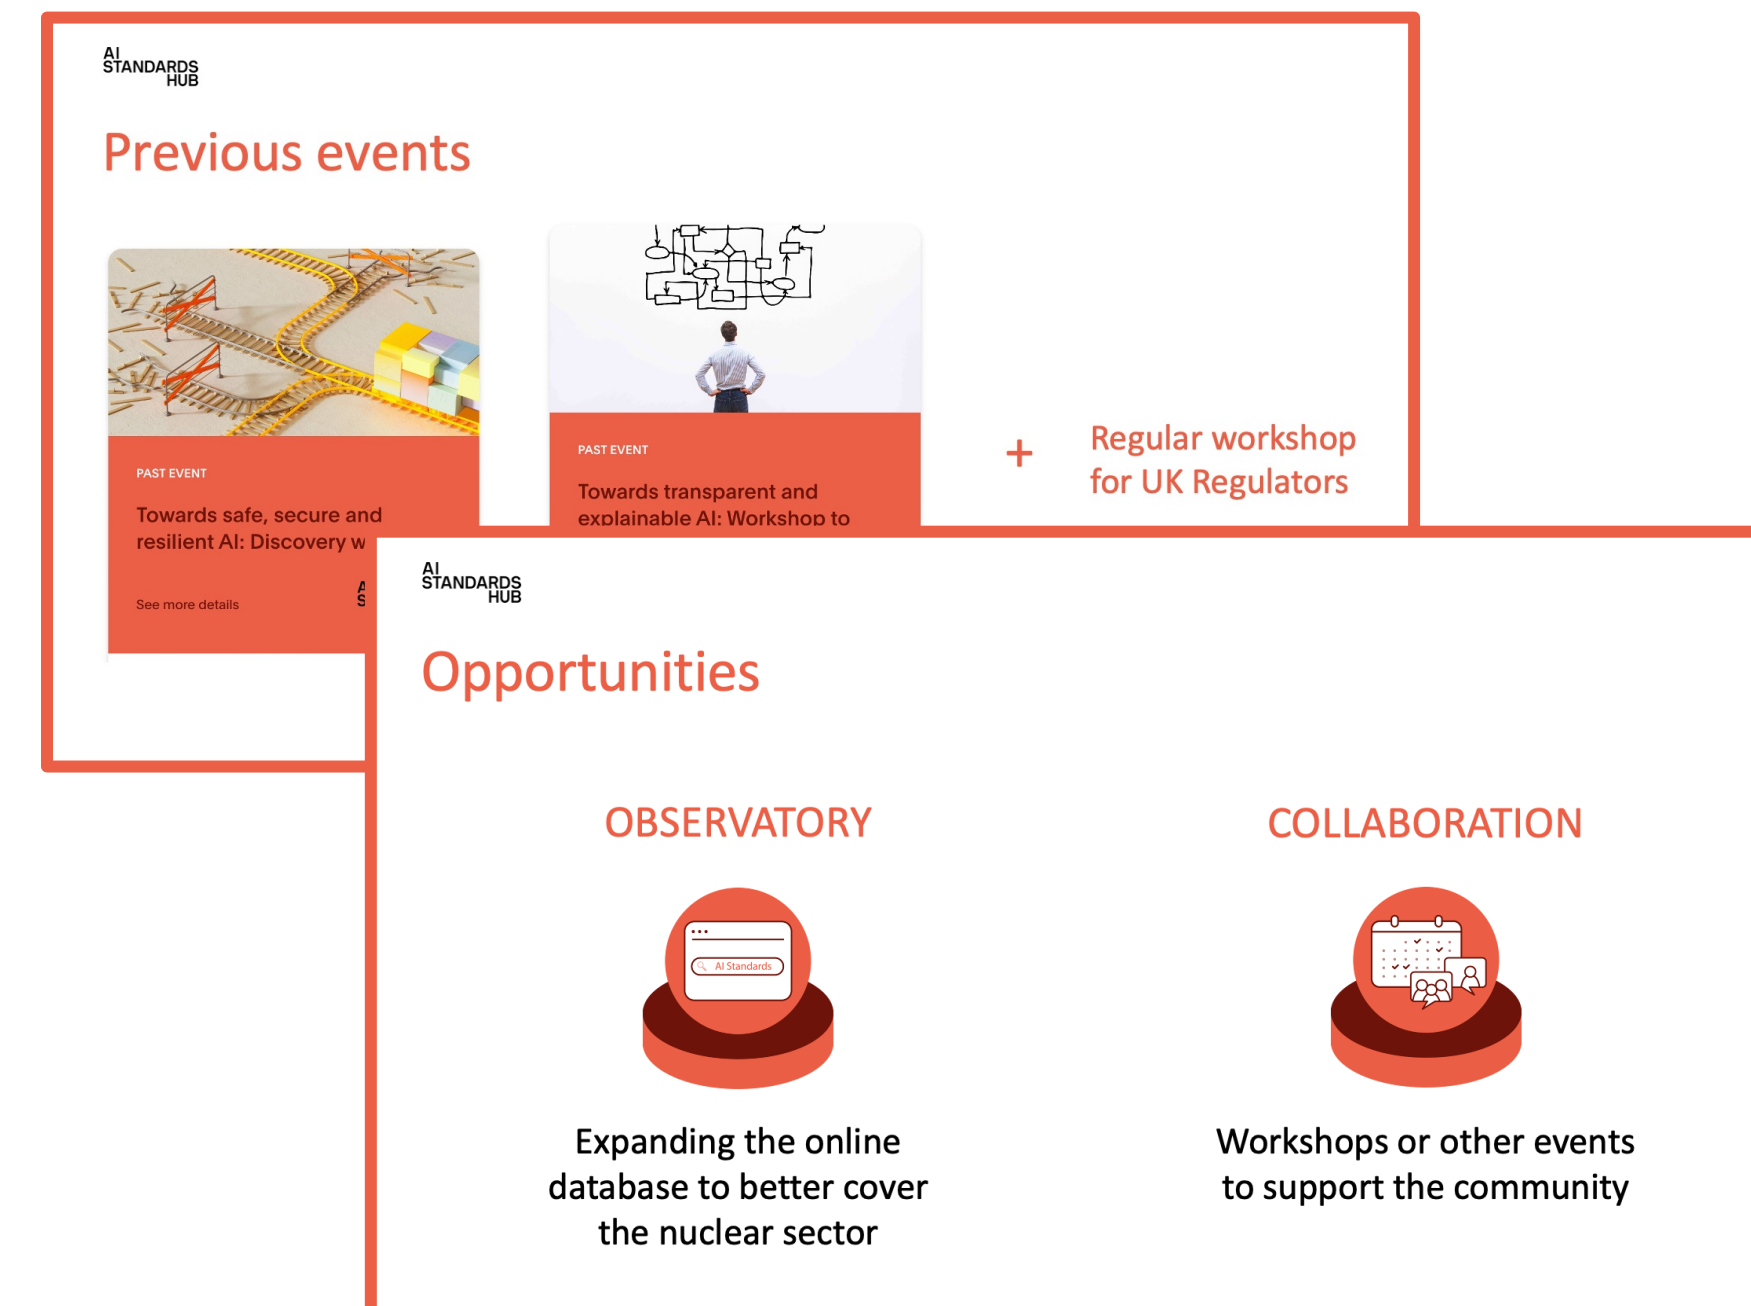 AI
STANDARDS
HUB
Previous events
PAST EVENT
Towards safe, secure and
resilient AI: Discovery
See more details
PAST EVENT
Towards transparent and
explainable AI: Workshop to
+
Regular workshop
for UK Regulators
AI
STANDARDS
HUB
Opportunities
OBSERVATORY
AI Standards
Expanding the online
database to better cover
the nuclear sector
COLLABORATION
Workshops or other events
to support the community